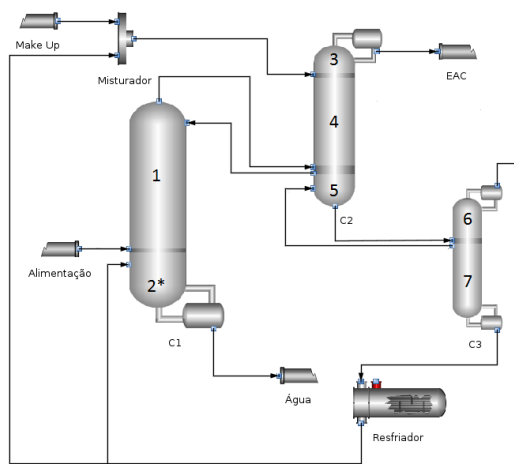 Make Up
Misturador
3
EAC
4
1
5
C2
6
Alimentação
2*
7
C1
C3
Água
Resfriador